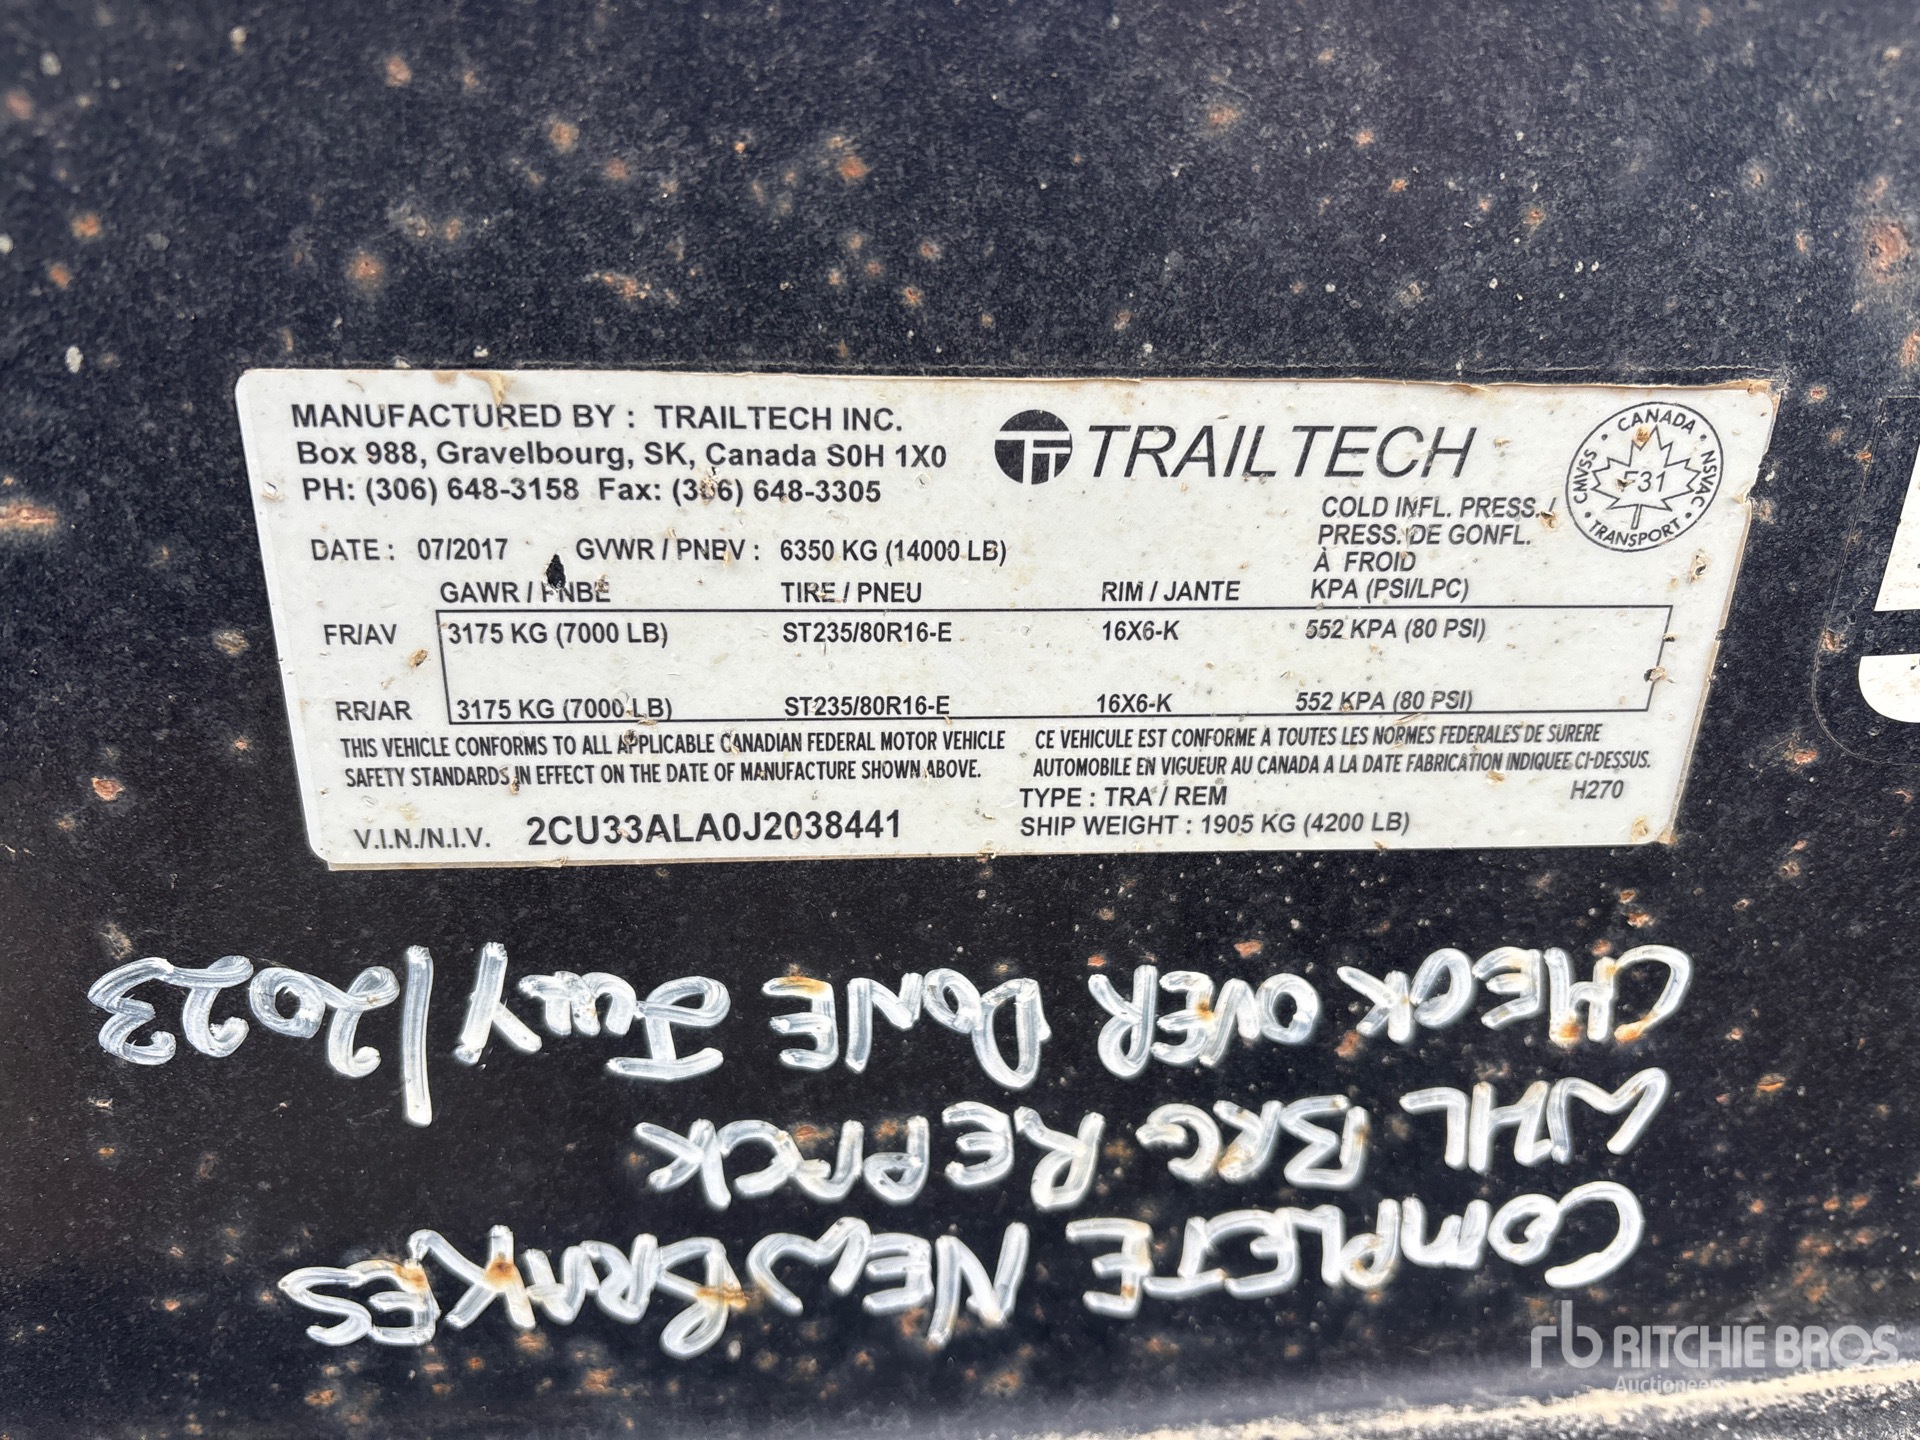 MANUFACTURED BY : TRAILTECH INC.
Box 988, Gravelbourg, SK, Canada S0H 1X0
PH: (306) 648-3158 Fax: (306) 648-3305
TRAILTECH
CANADA
CMVSS · NSVAC
F31
TRANSPORT
COLD INFL. PRESS. /
PRESS. DE GONFL.
À FROID
KPA (PSI/LPC)
DATE : 07/2017 GVWR / PNBV : 6350 KG (14000 LB)
GAWR / PNBE TIRE / PNEU RIM / JANTE
FR/AV 3175 KG (7000 LB) ST235/80R16-E 16X6-K 552 KPA (80 PSI)
RR/AR 3175 KG (7000 LB) ST235/80R16-E 16X6-K 552 KPA (80 PSI)
THIS VEHICLE CONFORMS TO ALL APPLICABLE CANADIAN FEDERAL MOTOR VEHICLE
SAFETY STANDARDS IN EFFECT ON THE DATE OF MANUFACTURE SHOWN ABOVE.
CE VEHICULE EST CONFORME A TOUTES LES NORMES FEDERALES DE SURERE
AUTOMOBILE EN VIGUEUR AU CANADA A LA DATE FABRICATION INDIQUEE CI-DESSUS.
TYPE : TRA / REM H270
V.I.N./N.I.V. 2CU33ALA0J2038441
SHIP WEIGHT : 1905 KG (4200 LB)
COMPLETE NEW BRAKES
WHL BRG REPACK
CHECK OVER DONE JULY/2023
rb RITCHIE BROS
Auctioneers